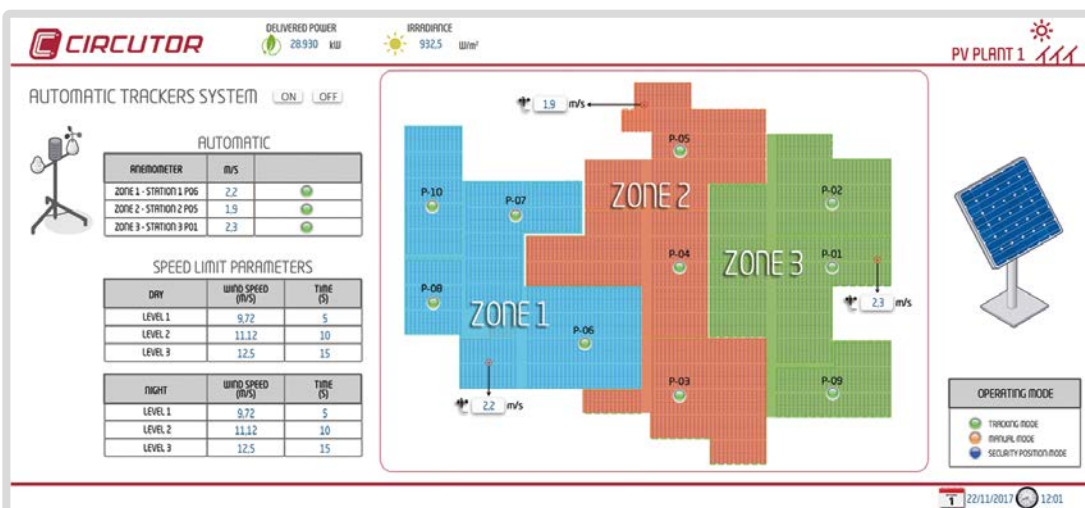 CIRCUTOR
DELIVERED POWER
28.930 kW
IRRADIANCE
932,5 W/m²
PV PLANT 1
AUTOMATIC TRACKERS SYSTEM ON OFF
AUTOMATIC
ANEMOMETER M/S
ZONE 1 - STATION 1 P06 2,2
ZONE 2 - STATION 2 P05 1,9
ZONE 3 - STATION 3 P01 2,3
SPEED LIMIT PARAMETERS
DAY WIND SPEED (M/S) TIME (S)
LEVEL 1 9,72 5
LEVEL 2 11,12 10
LEVEL 3 12,5 15
NIGHT WIND SPEED (M/S) TIME (S)
LEVEL 1 9,72 5
LEVEL 2 11,12 10
LEVEL 3 12,5 15
1.9 m/s
P-05
P-10
P-07
ZONE 2
P-02
P-04
ZONE 3
P-01
P-08
ZONE 1
2.3 m/s
P-06
P-03
P-09
2.2 m/s
OPERATING MODE
TRACKING MODE
MANUAL MODE
SECURITY POSITION MODE
1 22/11/2017 12:01